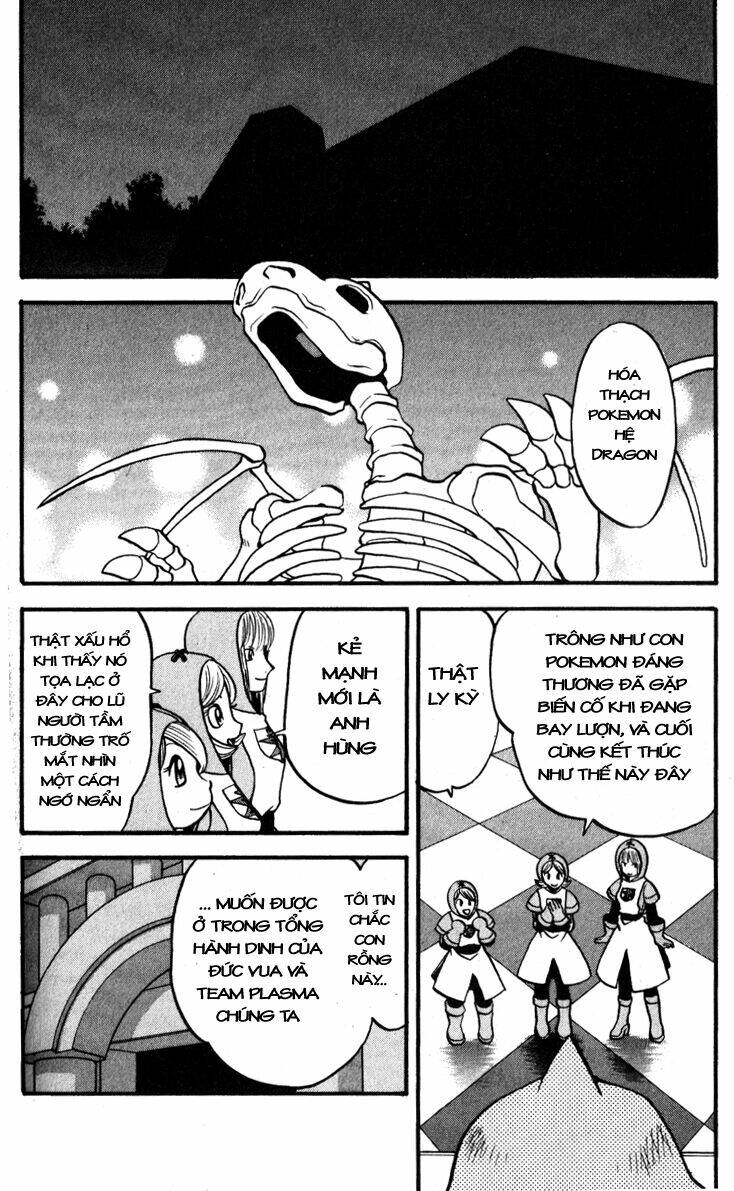 HÓA
THẠCH
POKEMON
HỆ
DRAGON
TRÔNG NHƯ CON
POKEMON ĐÁNG
THƯƠNG ĐÃ GẶP
BIẾN CỐ KHI ĐANG
BAY LƯỢN, VÀ CUỐI
CÙNG KẾT THÚC
NHƯ THẾ NÀY ĐÂY
THẬT
LY KỲ
KẺ
MẠNH
MỚI LÀ
ANH
HÙNG
THẬT XẤU HỔ
KHI THẤY NÓ
TỌA LẠC Ở
ĐÂY CHO LŨ
NGƯỜI TẦM
THƯỜNG TRỐ
MẮT NHÌN
MỘT CÁCH
NGỚ NGẨN
TÔI TIN
CHẮC
CON
RỒNG
NÀY...
... MUỐN ĐƯỢC
Ở TRONG TỔNG
HÀNH DINH CỦA
ĐỨC VUA VÀ
TEAM PLASMA
CHÚNG TA